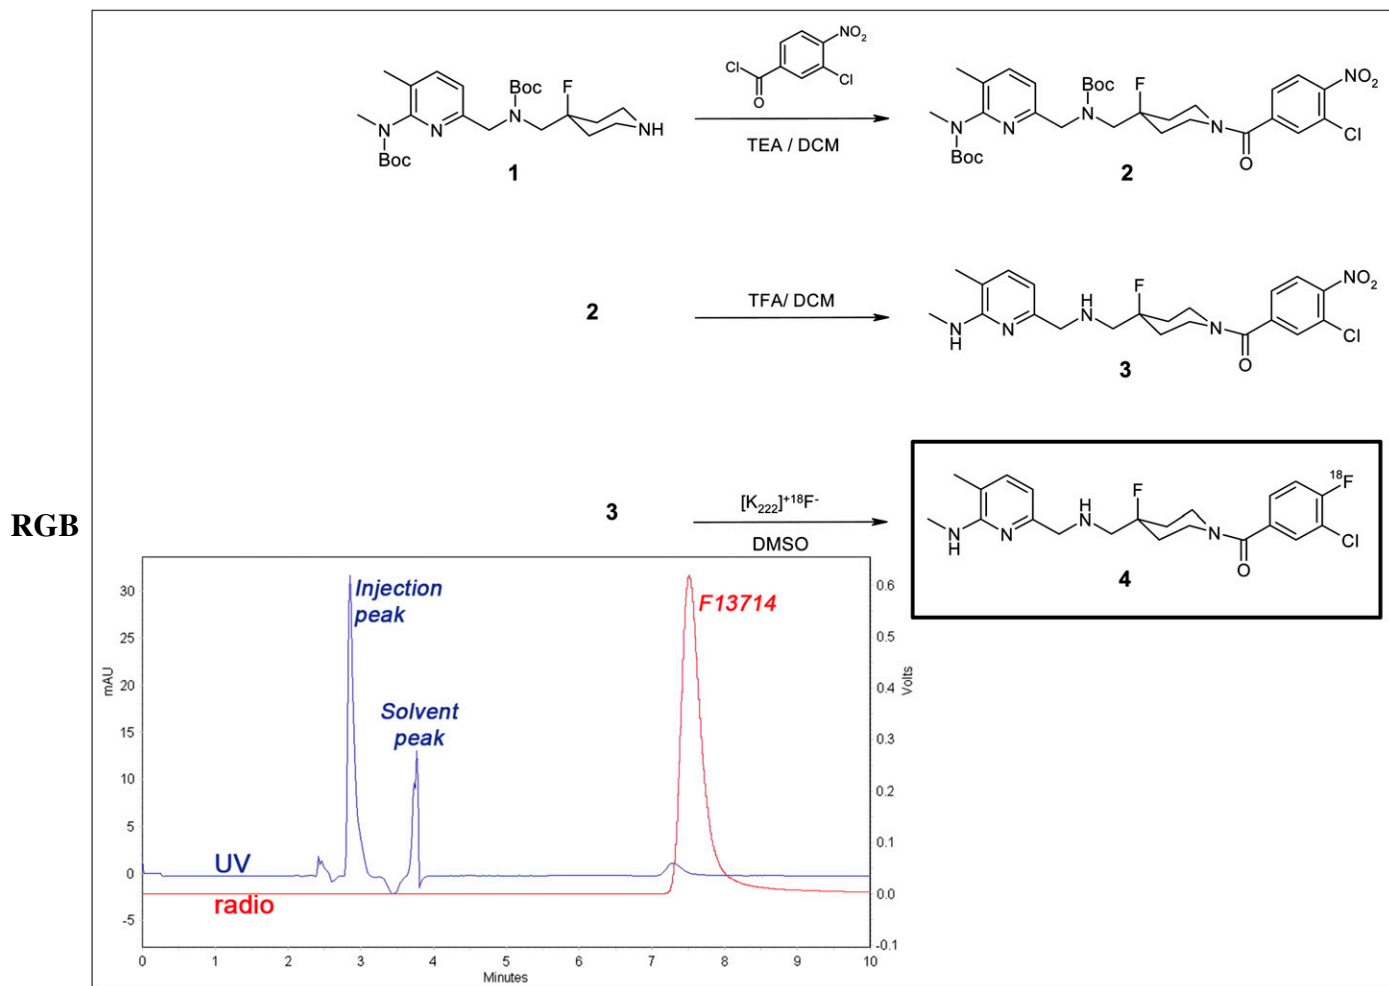 RGB
NO₂
Cl
Cl
O
Boc
F
N
N
N
NH
Boc
1
TEA / DCM
Boc
F
NO₂
N
N
N
N
Cl
Boc
O
2
2
TFA/ DCM
F
NO₂
H
N
N
N
N
H
Cl
O
3
3
[K₂₂₂]⁺¹⁸F⁻
DMSO
¹⁸F
F
H
N
N
N
N
H
Cl
O
4
Injection
peak
Solvent
peak
F13714
UV
radio
mAU
30
25
20
15
10
5
0
-5
Volts
0.6
0.5
0.4
0.3
0.2
0.1
0.0
-0.1
0 1 2 3 4 5 6 7 8 9 10
Minutes